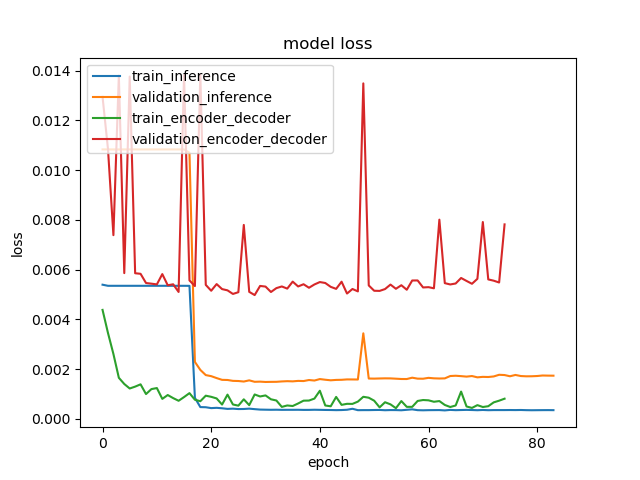 model loss
train_inference
validation_inference
train_encoder_decoder
validation_encoder_decoder
0.014
0.012
0.010
0.008
0.006
0.004
0.002
0.000
loss
0 20 40 60 80
epoch